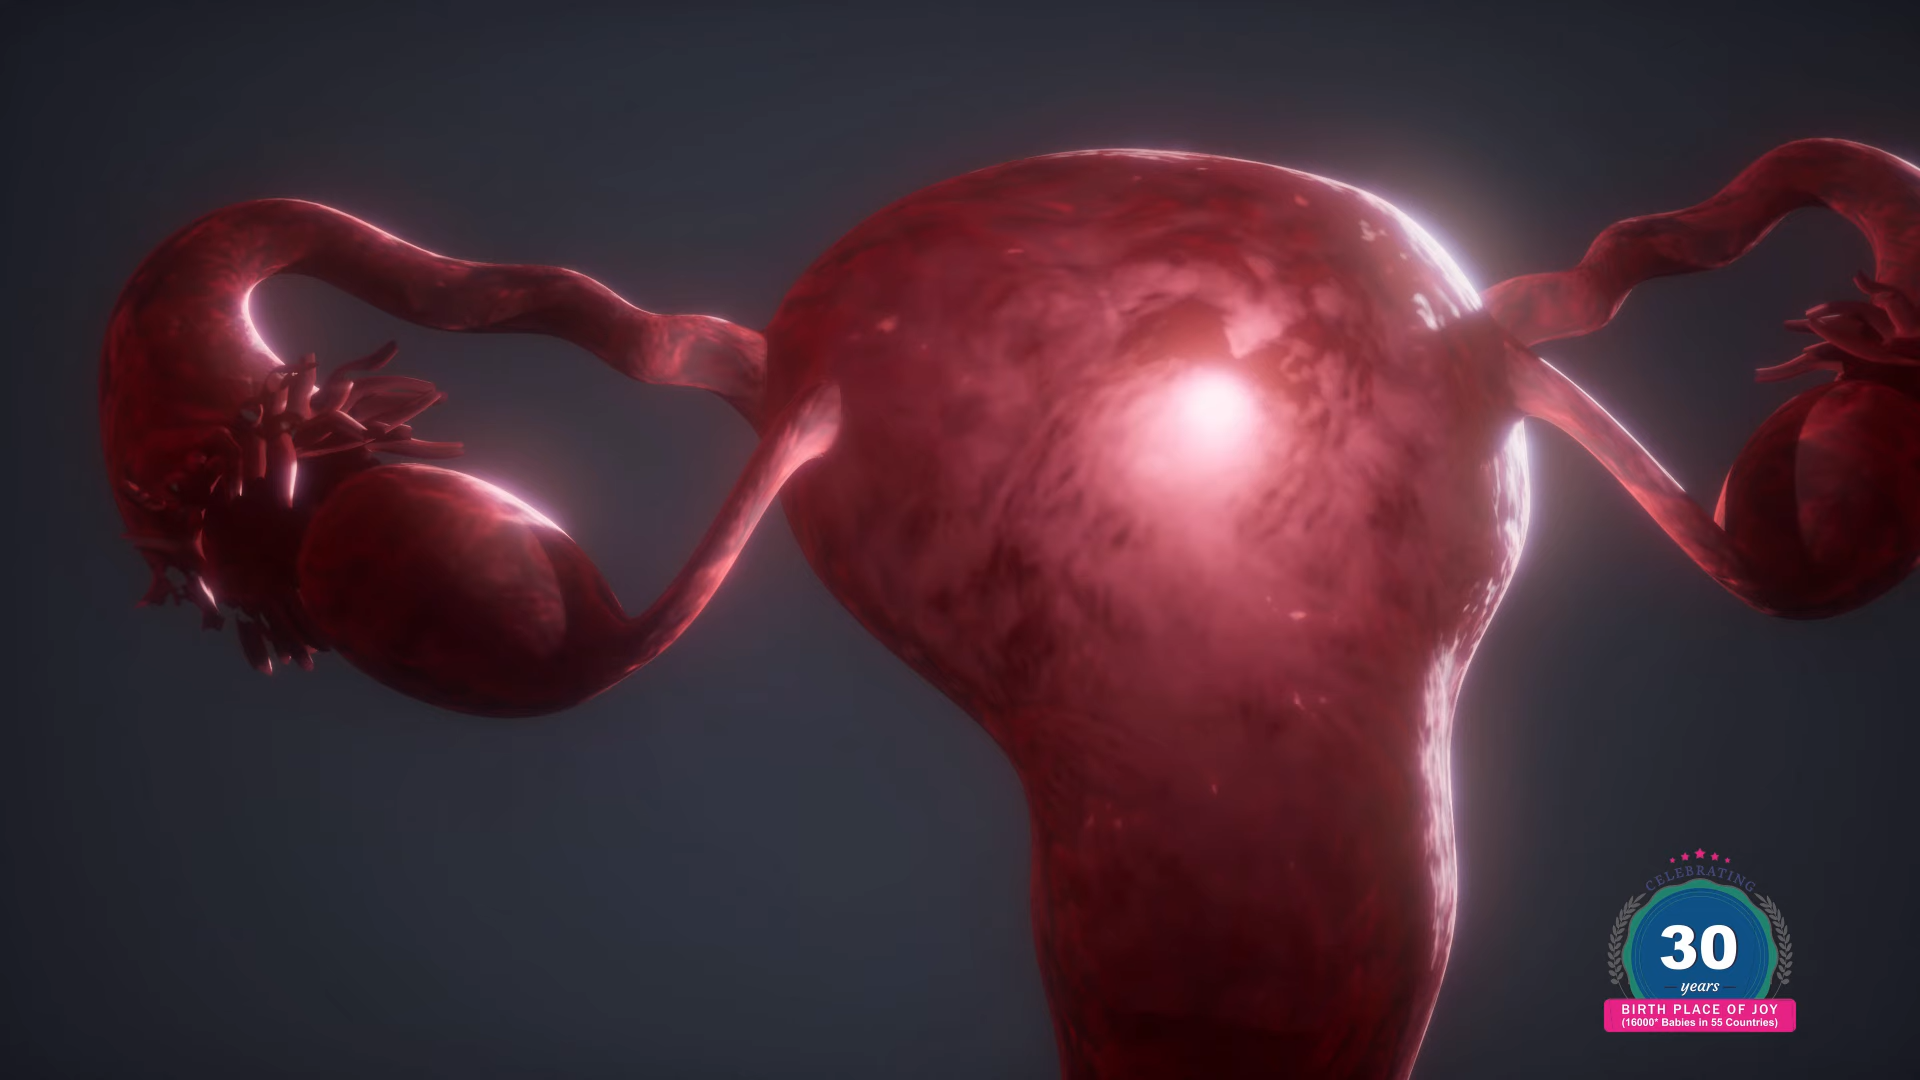 CELEBRATING
30
years
BIRTH PLACE OF JOY
(16000* Babies in 55 Countries)